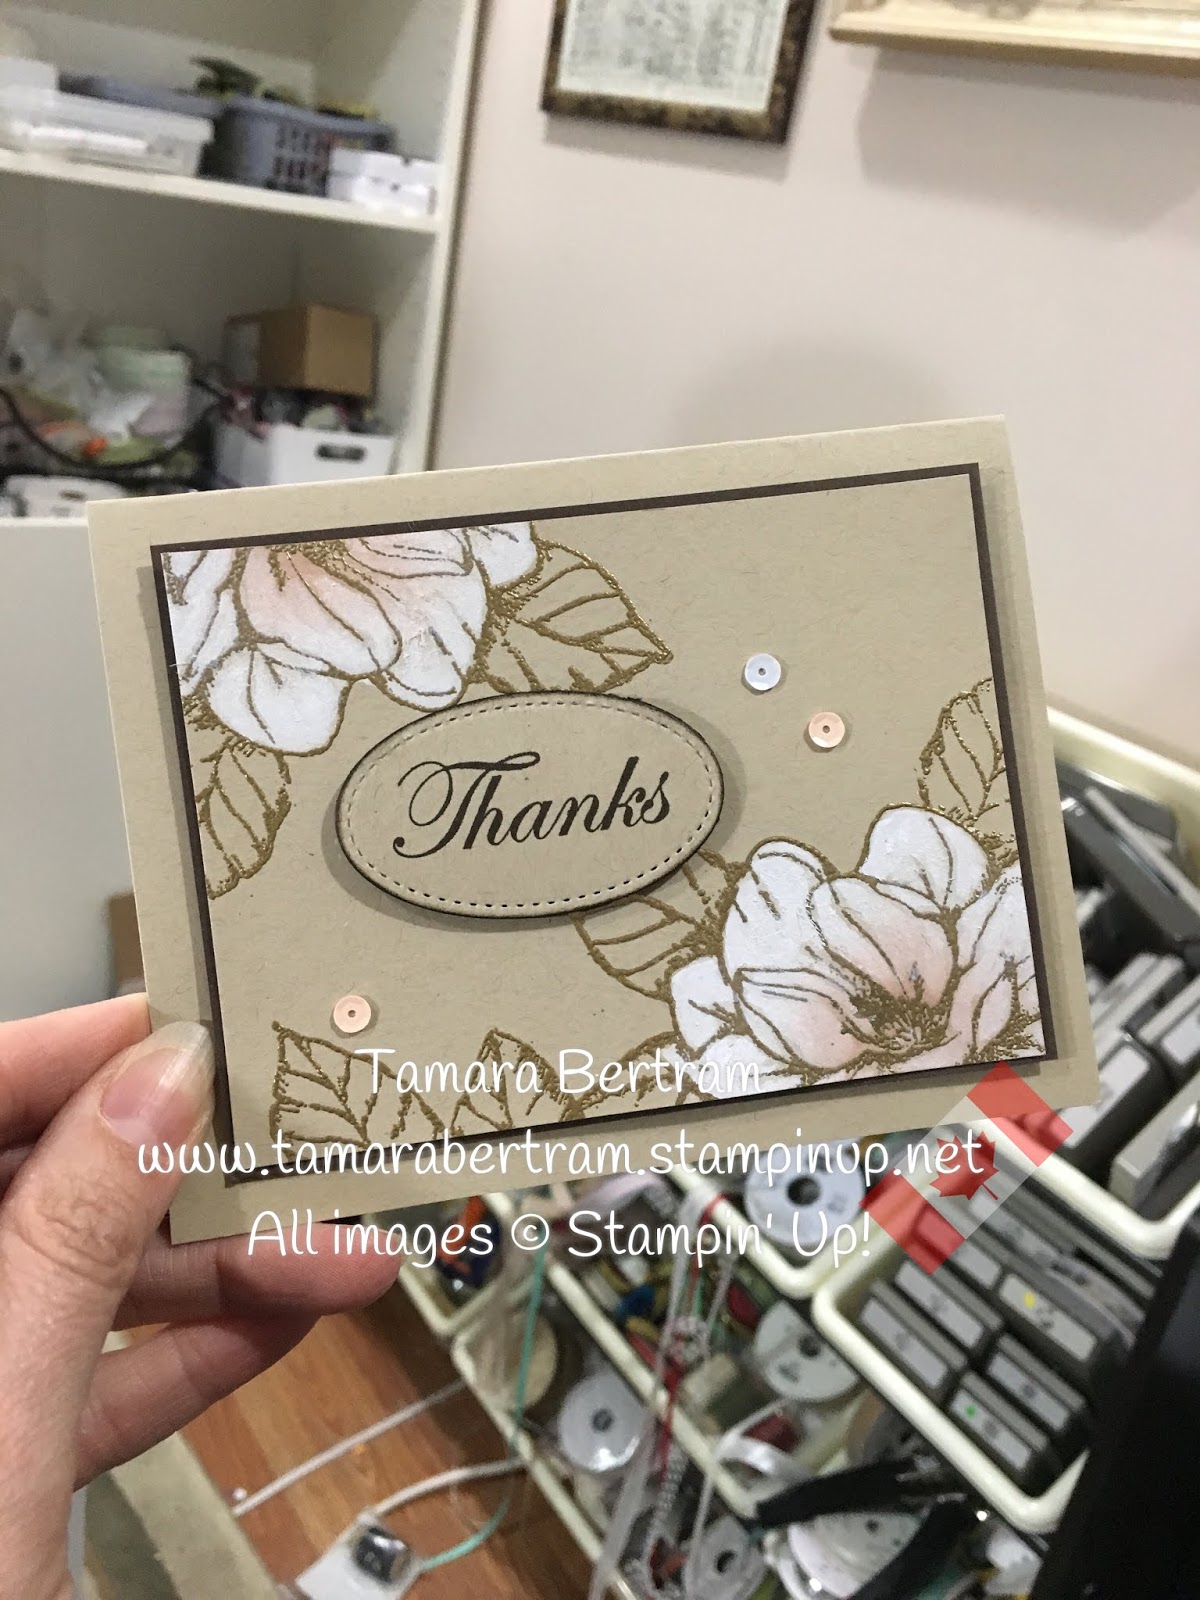 Thanks
Tamara Bertram
www.tamarabertram.stampinup.net
All images © Stampin' Up!